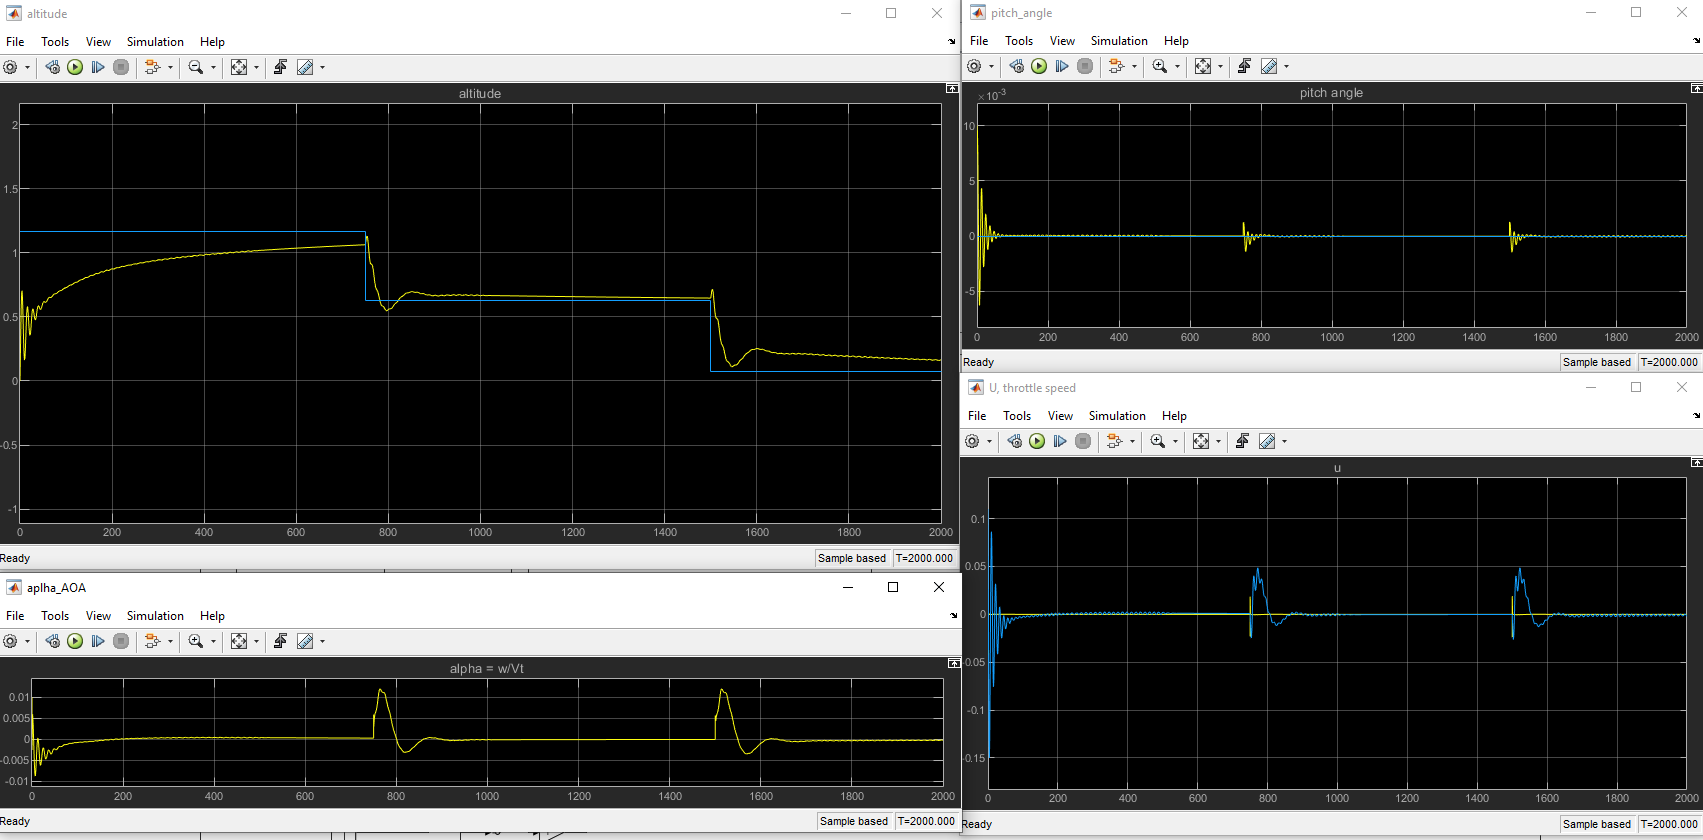 altitude
File Tools View Simulation Help
altitude
2
1.5
1
0.5
0
-0.5
-1
0 200 400 600 800 1000 1200 1400 1600 1800 2000
Ready Sample based T=2000.000
pitch_angle
File Tools View Simulation Help
×10-3 pitch angle
10
5
0
-5
0 200 400 600 800 1000 1200 1400 1600 1800 2000
Ready Sample based T=2000.000
U, throttle speed
File Tools View Simulation Help
u
0.1
0.05
0
-0.05
-0.1
-0.15
0 200 400 600 800 1000 1200 1400 1600 1800 2000
Ready Sample based T=2000.000
aplha_AOA
File Tools View Simulation Help
alpha = w/Vt
0.01
0.005
0
-0.005
-0.01
0 200 400 600 800 1000 1200 1400 1600 1800 2000
Ready Sample based T=2000.000